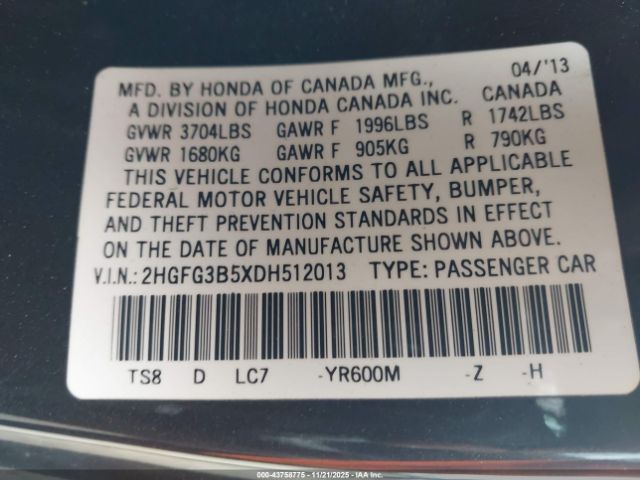 MFD. BY HONDA OF CANADA MFG., 04/'13
A DIVISION OF HONDA CANADA INC. CANADA
GVWR 3704LBS GAWR F 1996LBS R 1742LBS
GVWR 1680KG GAWR F 905KG R 790KG
THIS VEHICLE CONFORMS TO ALL APPLICABLE
FEDERAL MOTOR VEHICLE SAFETY, BUMPER,
AND THEFT PREVENTION STANDARDS IN EFFECT
ON THE DATE OF MANUFACTURE SHOWN ABOVE.
V.I.N.: 2HGFG3B5XDH512013 TYPE: PASSENGER CAR
TS8 D LC7 -YR600M -Z -H
000-43758775 - 11/21/2025 - IAA Inc.